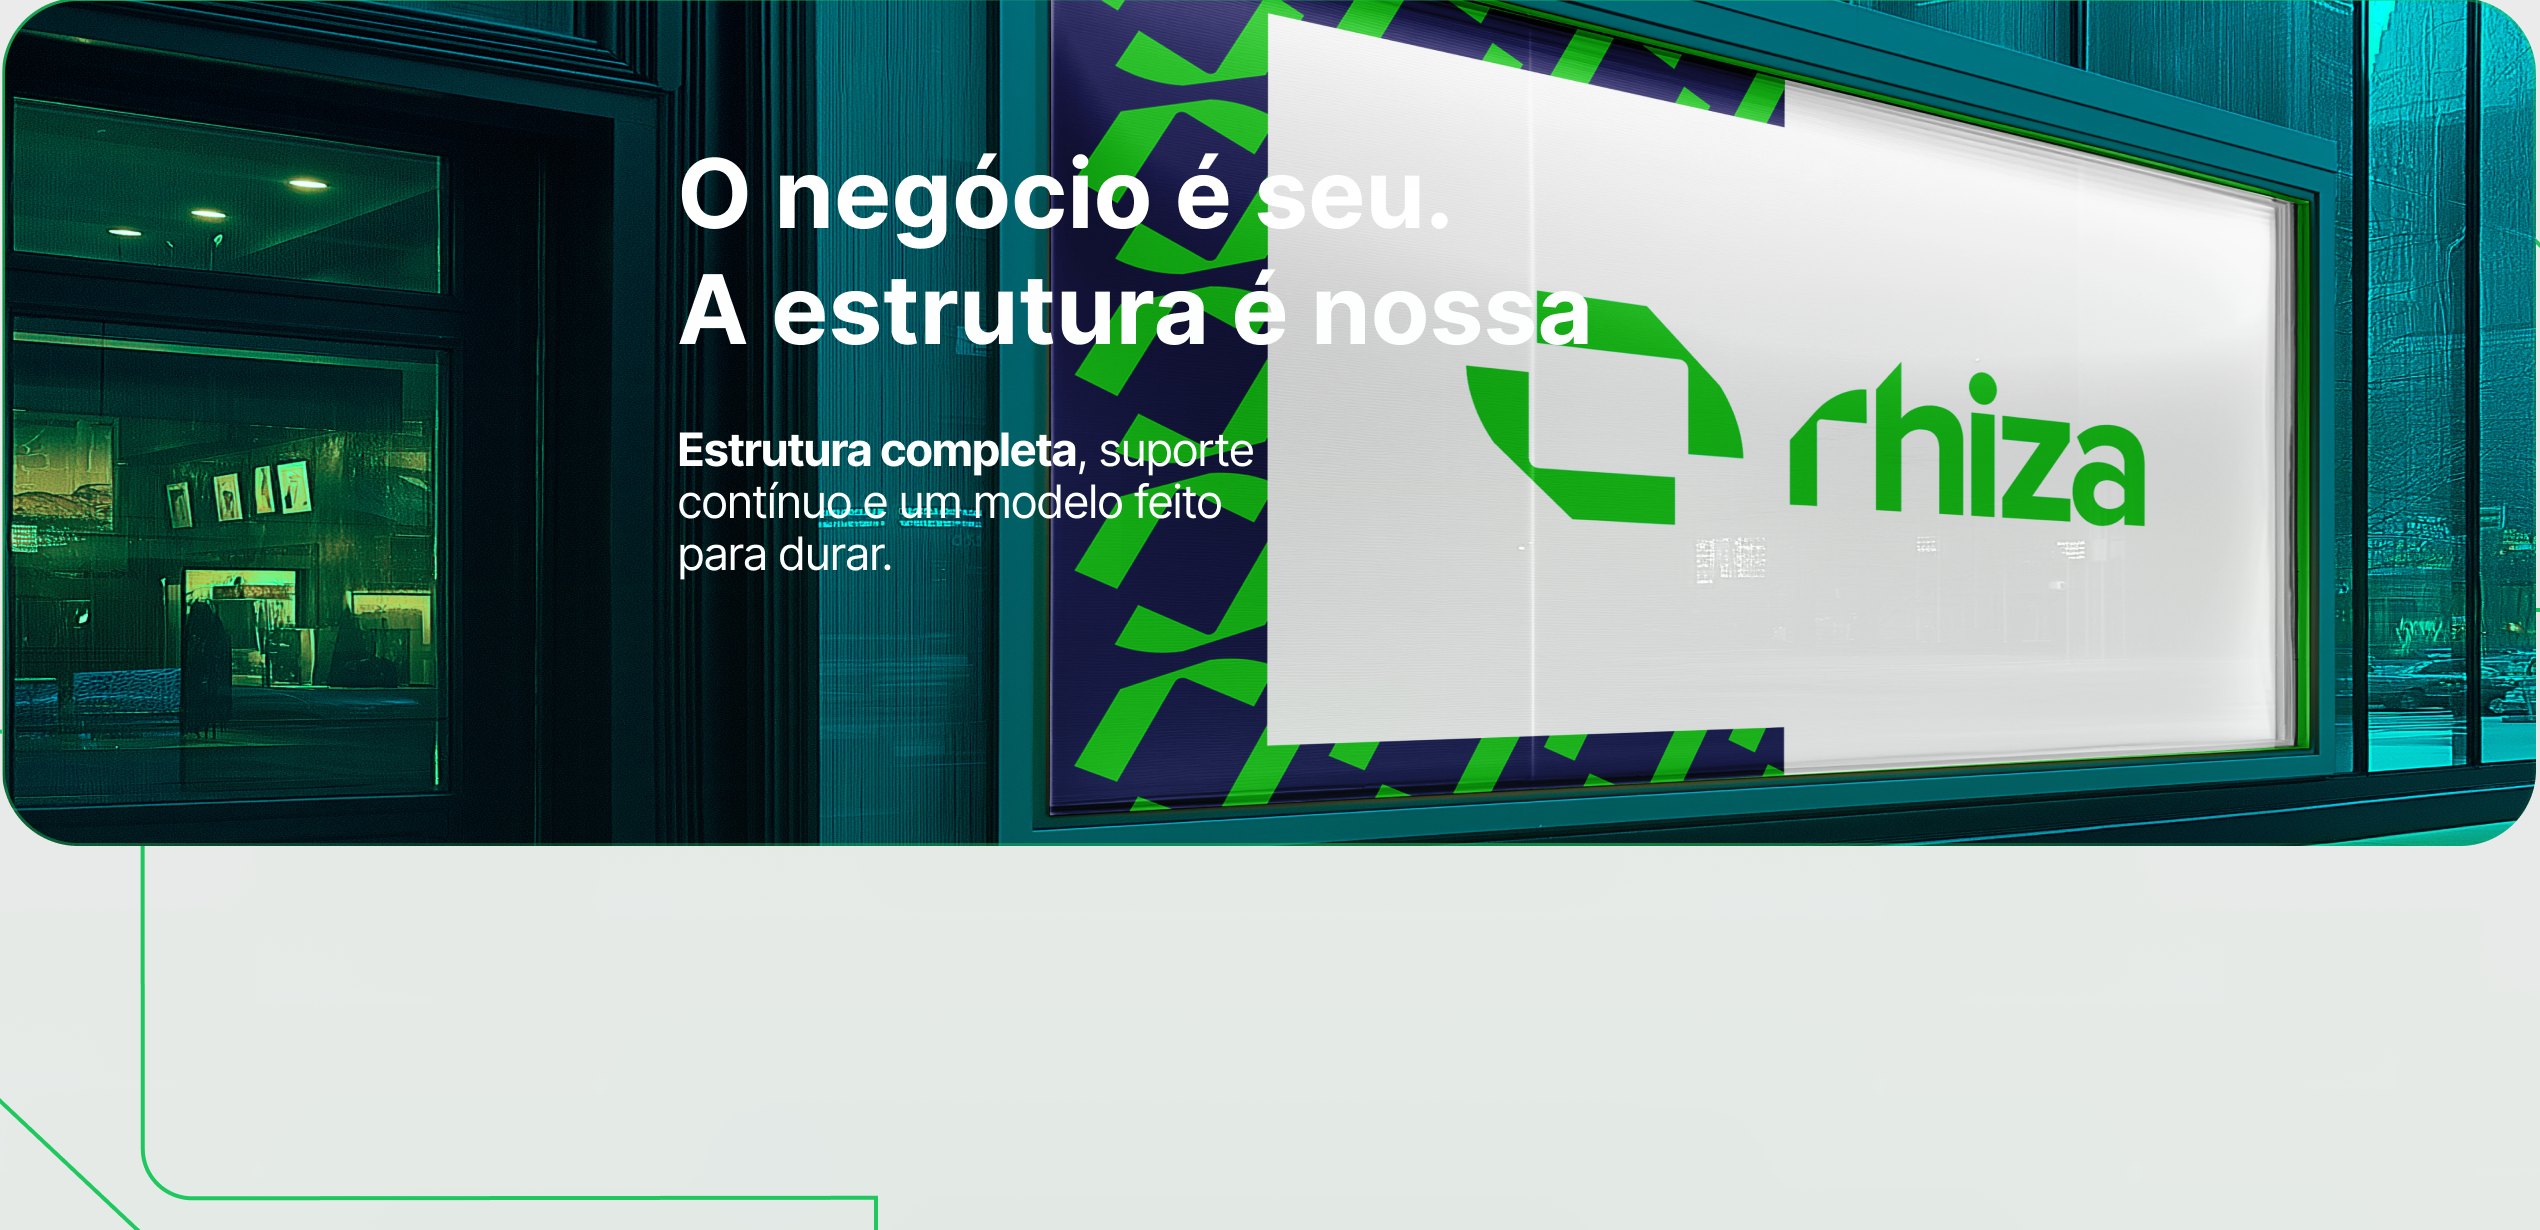 O negócio é seu.
A estrutura é nossa
Estrutura completa, suporte
contínuo e um modelo feito
para durar.
rhiza